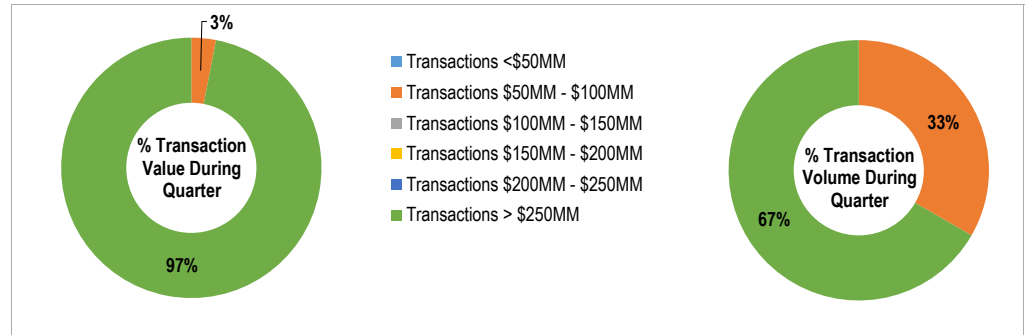 3%
% Transaction
Value During
Quarter
97%
Transactions <$50MM
Transactions $50MM - $100MM
Transactions $100MM - $150MM
Transactions $150MM - $200MM
Transactions $200MM - $250MM
Transactions > $250MM
33%
% Transaction
Volume During
Quarter
67%